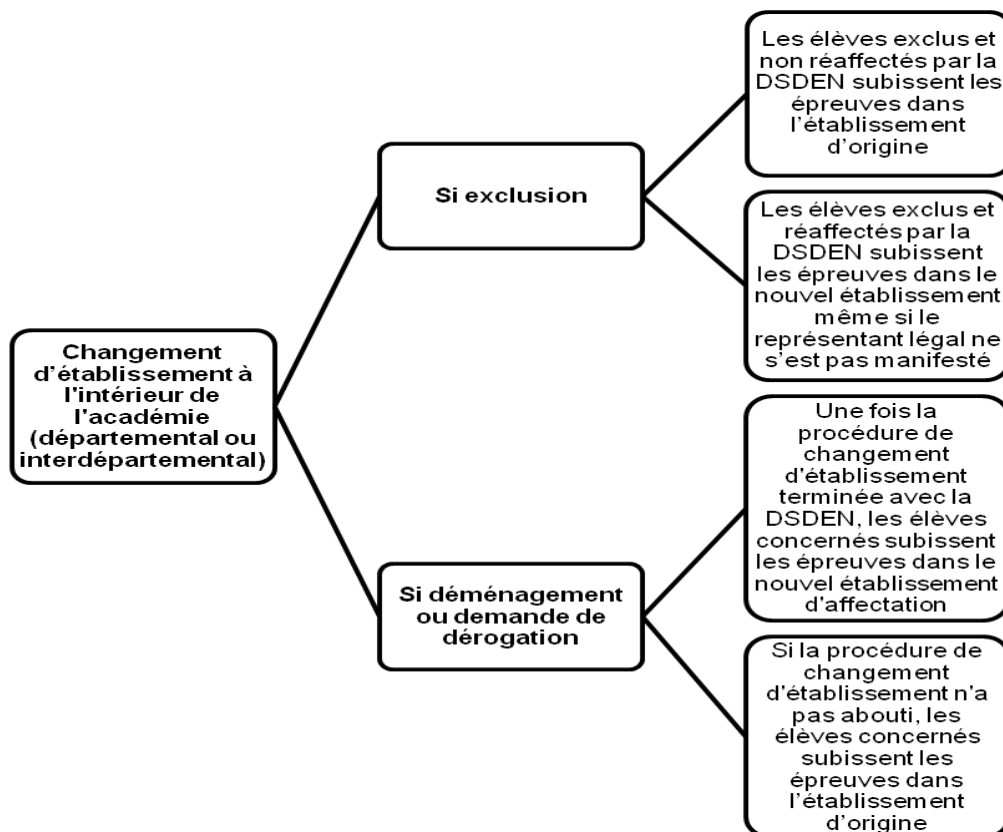 Changement
d'établissement à
l'intérieur de
l'académie
(départemental ou
interdépartemental)
Si exclusion
Les élèves exclus et
non réaffectés par la
DSDEN subissent les
épreuves dans
l'établissement
d'origine
Les élèves exclus et
réaffectés par la
DSDEN subissent
les épreuves dans le
nouvel établissement
même si le
représentant légal ne
s'est pas manifesté
Si déménagement
ou demande de
dérogation
Une fois la
procédure de
changement
d'établissement
terminée avec la
DSDEN, les élèves
concernés subissent
les épreuves dans le
nouvel établissement
d'affectation
Si la procédure de
changement
d'établissement n'a
pas abouti, les
élèves concernés
subissent les
épreuves dans
l'établissement
d'origine